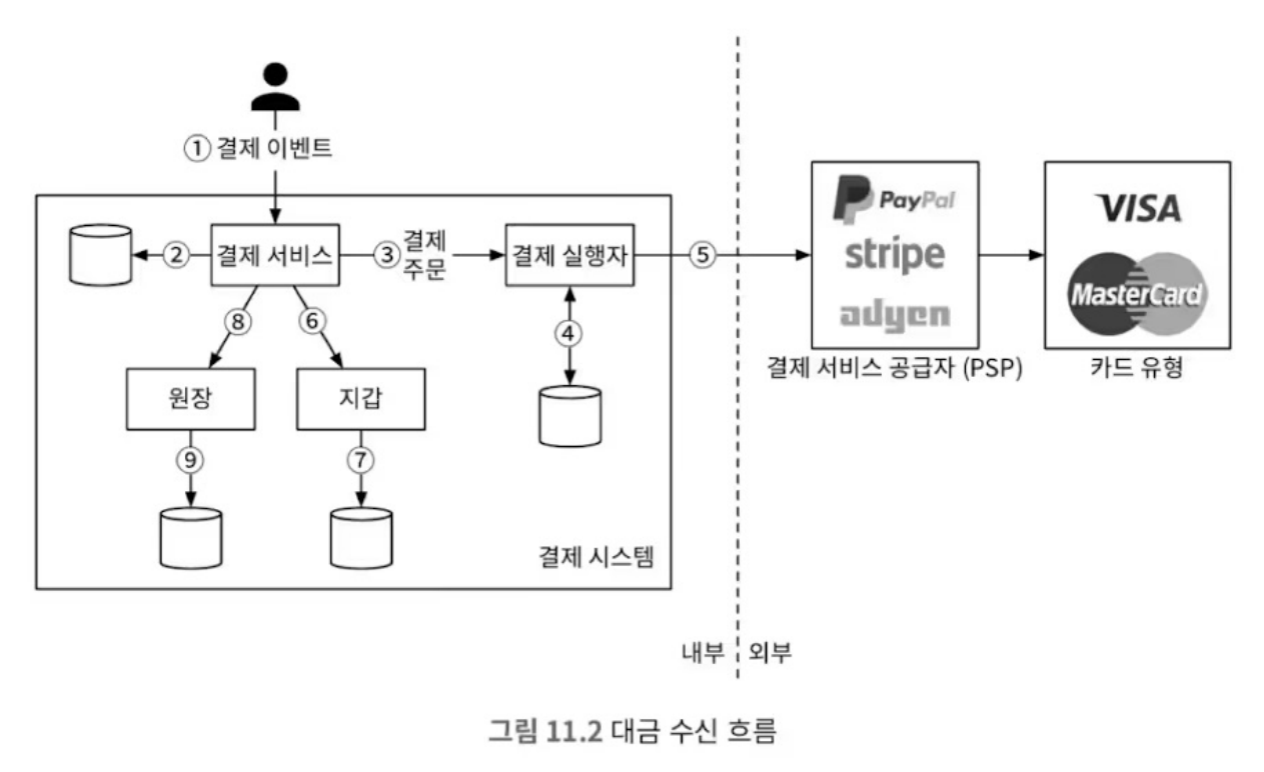 ① 결제 이벤트
② 결제 서비스 ③ 결제 주문 결제 실행자 ⑤
⑧ ⑥ ④
원장 지갑
⑨ ⑦
결제 시스템
PayPal
stripe
adyen
결제 서비스 공급자 (PSP)
VISA
MasterCard
카드 유형
내부 외부
그림 11.2 대금 수신 흐름